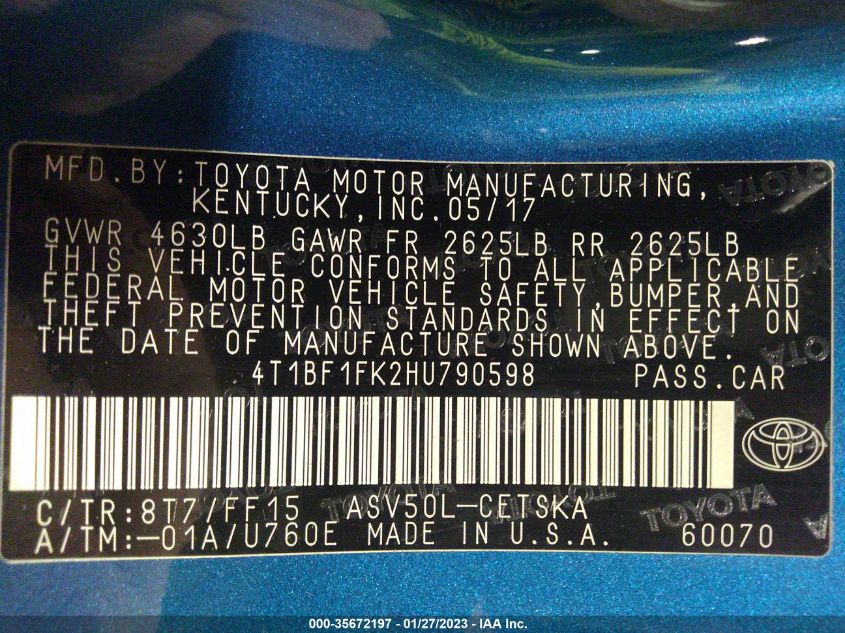 MFD.BY:TOYOTA MOTOR MANUFACTURING,
KENTUCKY,INC.05/17
GVWR 4630LB GAWR FR 2625LB RR 2625LB
THIS VEHICLE CONFORMS TO ALL APPLICABLE
FEDERAL MOTOR VEHICLE SAFETY,BUMPER,AND
THEFT PREVENTION STANDARDS IN EFFECT ON
THE DATE OF MANUFACTURE SHOWN ABOVE.
4T1BF1FK2HU790598 PASS.CAR
C/TR:8T7/FF15 ASV50L-CETSKA
A/TM:-01A/U760E MADE IN U.S.A. 60070
TOYOTA
TOYOTA
000-35672197 - 01/27/2023 - IAA Inc.